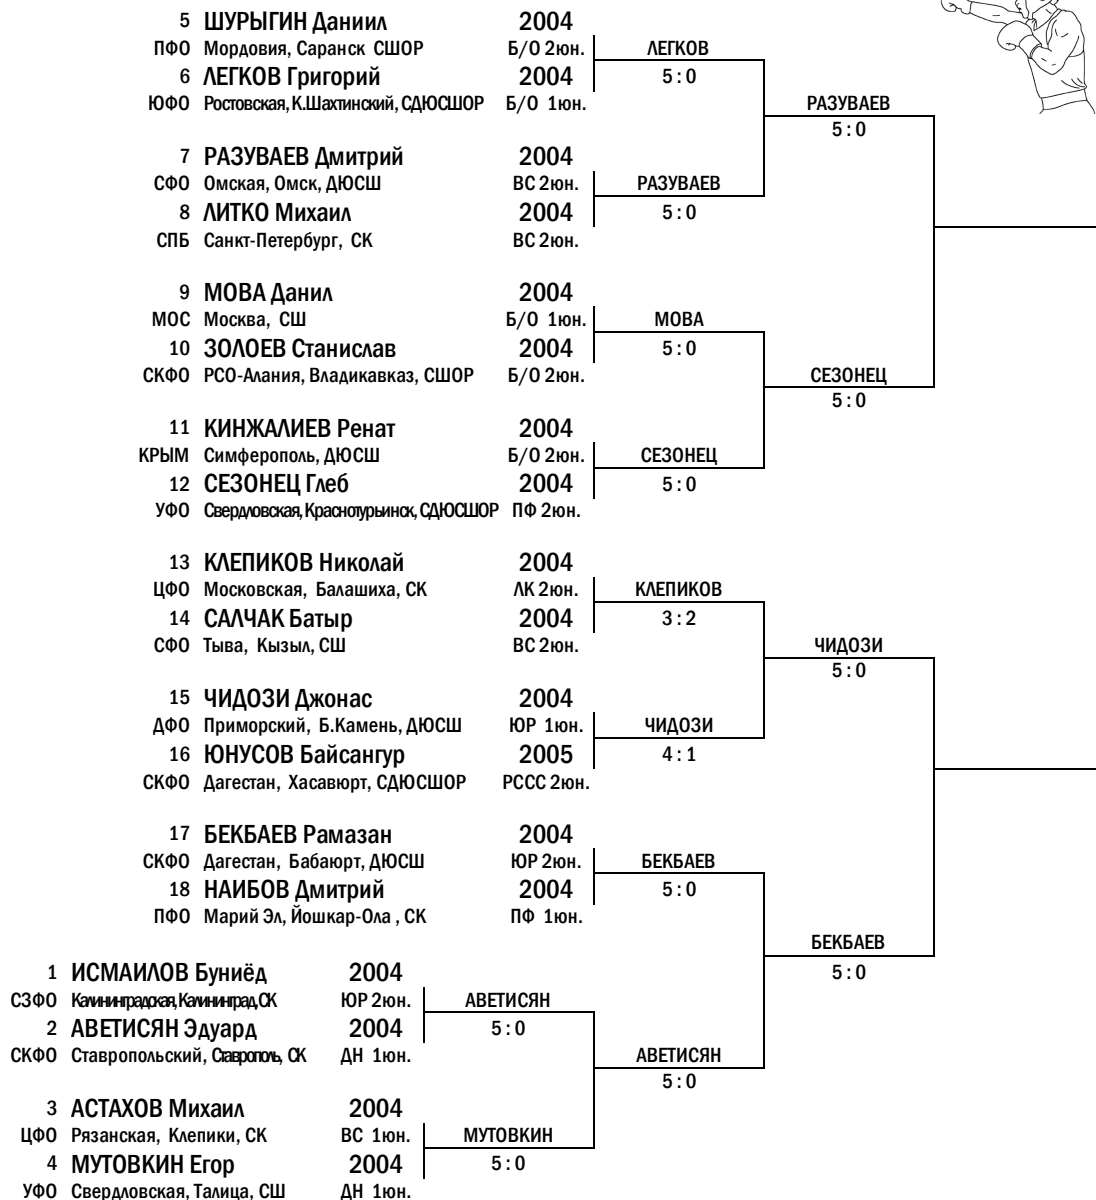 5 ШУРЫГИН Даниил 2004
ПФО Мордовия, Саранск СШОР Б/О 2юн. ЛЕГКОВ
6 ЛЕГКОВ Григорий 2004 5 : 0
ЮФО Ростовская, К.Шахтинский, СДЮСШОР Б/О 1юн. РАЗУВАЕВ
5 : 0
7 РАЗУВАЕВ Дмитрий 2004
СФО Омская, Омск, ДЮСШ ВС 2юн. РАЗУВАЕВ
8 ЛИТКО Михаил 2004 5 : 0
СПБ Санкт-Петербург, СК ВС 2юн.
9 МОВА Данил 2004
МОС Москва, СШ Б/О 1юн. МОВА
10 ЗОЛОЕВ Станислав 2004 5 : 0
СКФО РСО-Алания, Владикавказ, СШОР Б/О 2юн. СЕЗОНЕЦ
5 : 0
11 КИНЖАЛИЕВ Ренат 2004
КРЫМ Симферополь, ДЮСШ Б/О 2юн. СЕЗОНЕЦ
12 СЕЗОНЕЦ Глеб 2004 5 : 0
УФО Свердловская, Краснотурьинск, СДЮСШОР ПФ 2юн.
13 КЛЕПИКОВ Николай 2004
ЦФО Московская, Балашиха, СК ЛК 2юн. КЛЕПИКОВ
14 САЛЧАК Батыр 2004 3 : 2
СФО Тыва, Кызыл, СШ ВС 2юн. ЧИДОЗИ
5 : 0
15 ЧИДОЗИ Джонас 2004
ДФО Приморский, Б.Камень, ДЮСШ ЮР 1юн. ЧИДОЗИ
16 ЮНУСОВ Байсангур 2005 4 : 1
СКФО Дагестан, Хасавюрт, СДЮСШОР РССС 2юн.
17 БЕКБАЕВ Рамазан 2004
СКФО Дагестан, Бабаюрт, ДЮСШ ЮР 2юн. БЕКБАЕВ
18 НАИБОВ Дмитрий 2004 5 : 0
ПФО Марий Эл, Йошкар-Ола , СК ПФ 1юн.
БЕКБАЕВ
1 ИСМАИЛОВ Буниёд 2004 5 : 0
СЗФО Калининградская, Калининград, СК ЮР 2юн. АВЕТИСЯН
2 АВЕТИСЯН Эдуард 2004 5 : 0
СКФО Ставропольский, Ставрополь, СК ДН 1юн. АВЕТИСЯН
5 : 0
3 АСТАХОВ Михаил 2004
ЦФО Рязанская, Клепики, СК ВС 1юн. МУТОВКИН
4 МУТОВКИН Егор 2004 5 : 0
УФО Свердловская, Талица, СШ ДН 1юн.